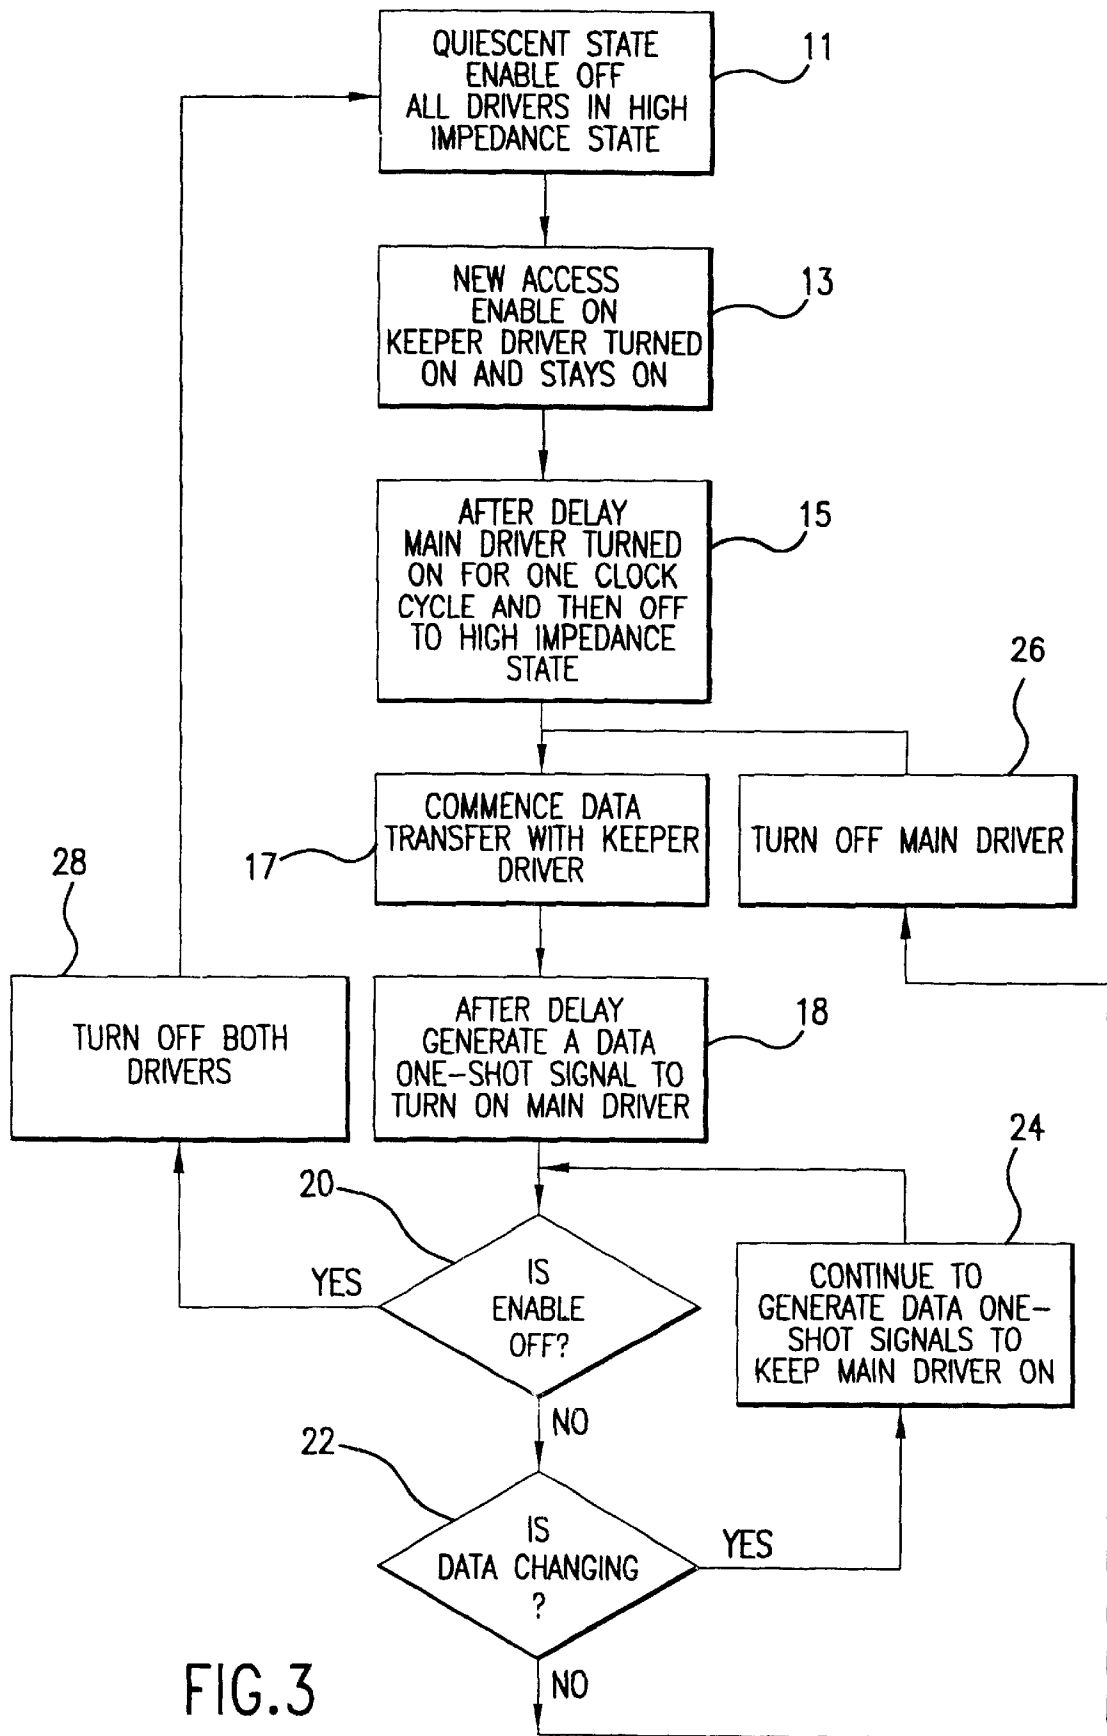 QUIESCENT STATE
ENABLE OFF
ALL DRIVERS IN HIGH
IMPEDANCE STATE
11
NEW ACCESS
ENABLE ON
KEEPER DRIVER TURNED
ON AND STAYS ON
13
AFTER DELAY
MAIN DRIVER TURNED
ON FOR ONE CLOCK
CYCLE AND THEN OFF
TO HIGH IMPEDANCE
STATE
15
26
COMMENCE DATA
TRANSFER WITH KEEPER
DRIVER
17
TURN OFF MAIN DRIVER
28
TURN OFF BOTH
DRIVERS
AFTER DELAY
GENERATE A DATA
ONE-SHOT SIGNAL TO
TURN ON MAIN DRIVER
18
24
20
YES
IS
ENABLE
OFF?
CONTINUE TO
GENERATE DATA ONE-
SHOT SIGNALS TO
KEEP MAIN DRIVER ON
NO
22
IS
DATA CHANGING
?
YES
NO
FIG.3